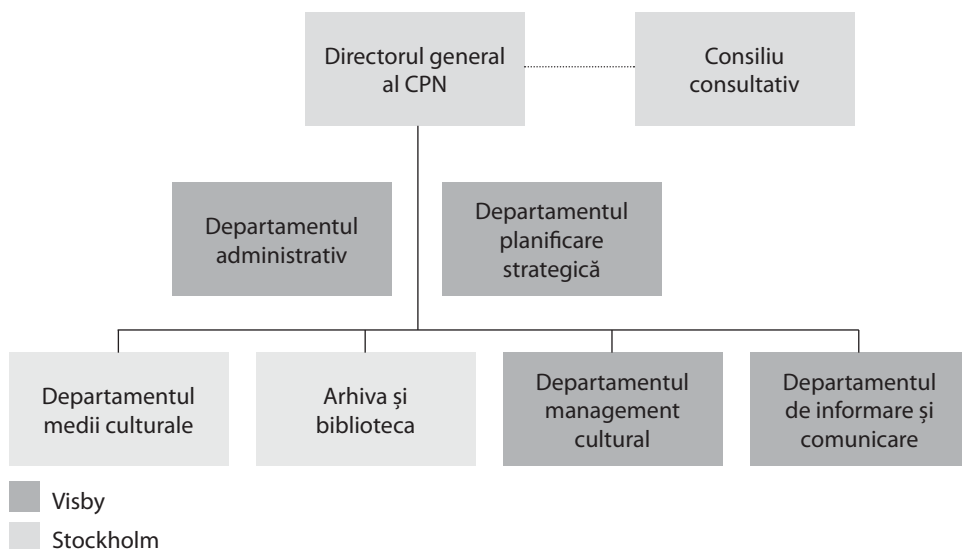 Directorul general
al CPN
Consiliu
consultativ
Departamentul
administrativ
Departamentul
planificare
strategică
Departamentul
medii culturale
Arhiva și
biblioteca
Departamentul
management
cultural
Departamentul
de informare și
comunicare
Visby
Stockholm